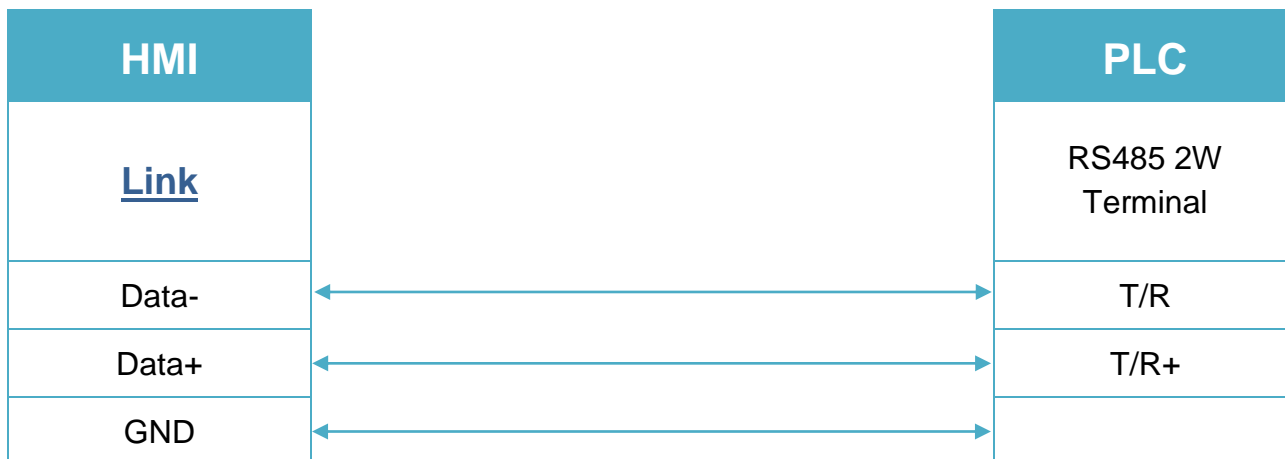 HMI
PLC
Link
RS485 2W
Terminal
Data-
T/R
Data+
T/R+
GND